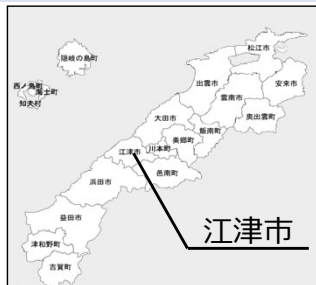 隠岐の島町
西ノ島町
海士町
知夫村
松江市
出雲市
安来市
雲南市
奥出雲町
大田市
飯南町
美郷町
川本町
江津市
邑南町
浜田市
江津市
益田市
津和野町
吉賀町